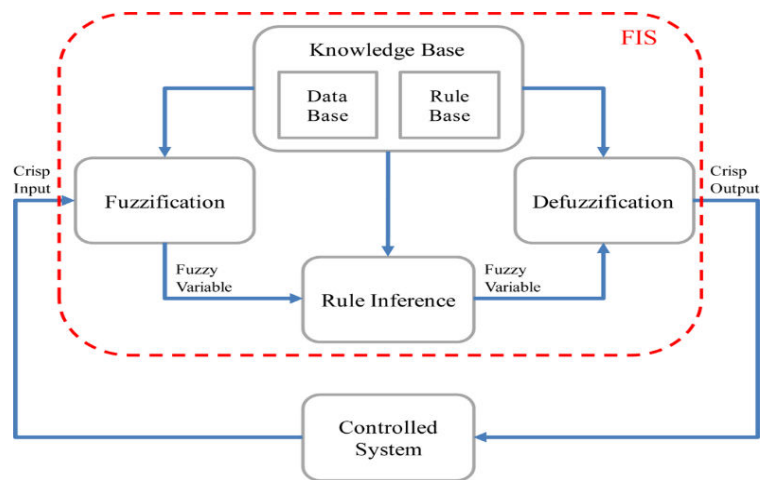 FIS
Knowledge Base
Data
Base
Rule
Base
Crisp
Input
Fuzzification
Defuzzification
Crisp
Output
Fuzzy
Variable
Rule Inference
Fuzzy
Variable
Controlled
System